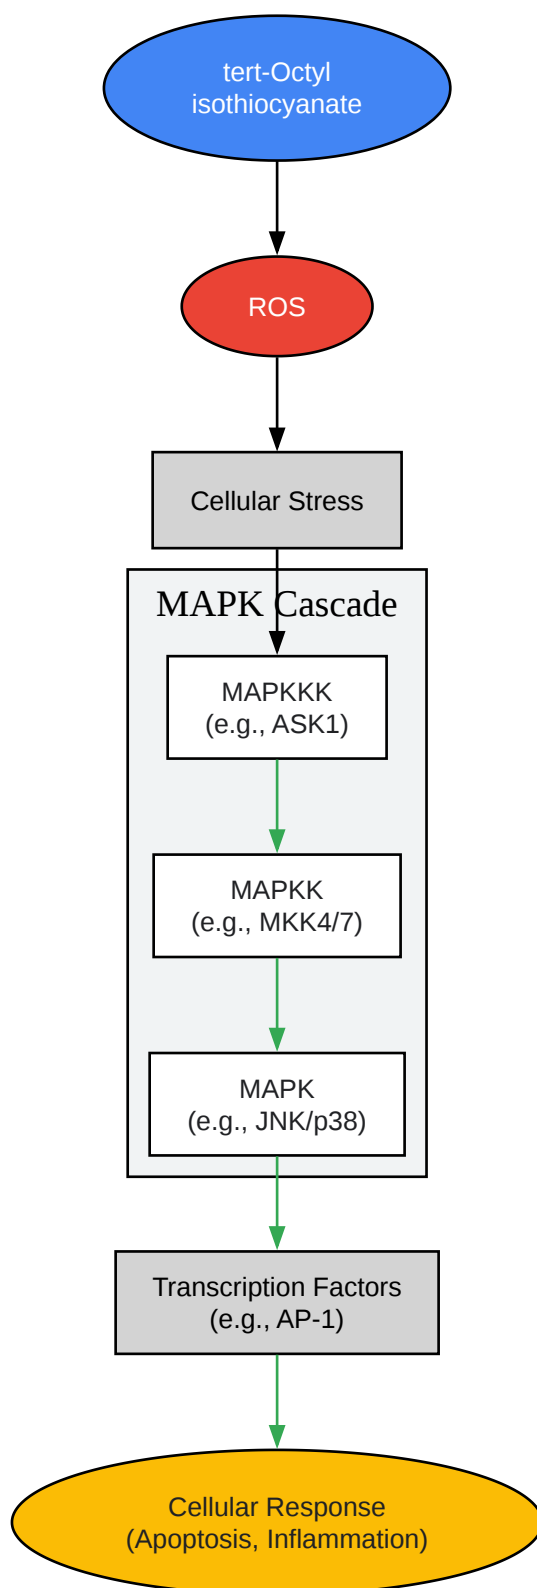 tert-Octyl
isothiocyanate
ROS
Cellular Stress
MAPK Cascade
MAPKKK
(e.g., ASK1)
MAPKK
(e.g., MKK4/7)
MAPK
(e.g., JNK/p38)
Transcription Factors
(e.g., AP-1)
Cellular Response
(Apoptosis, Inflammation)